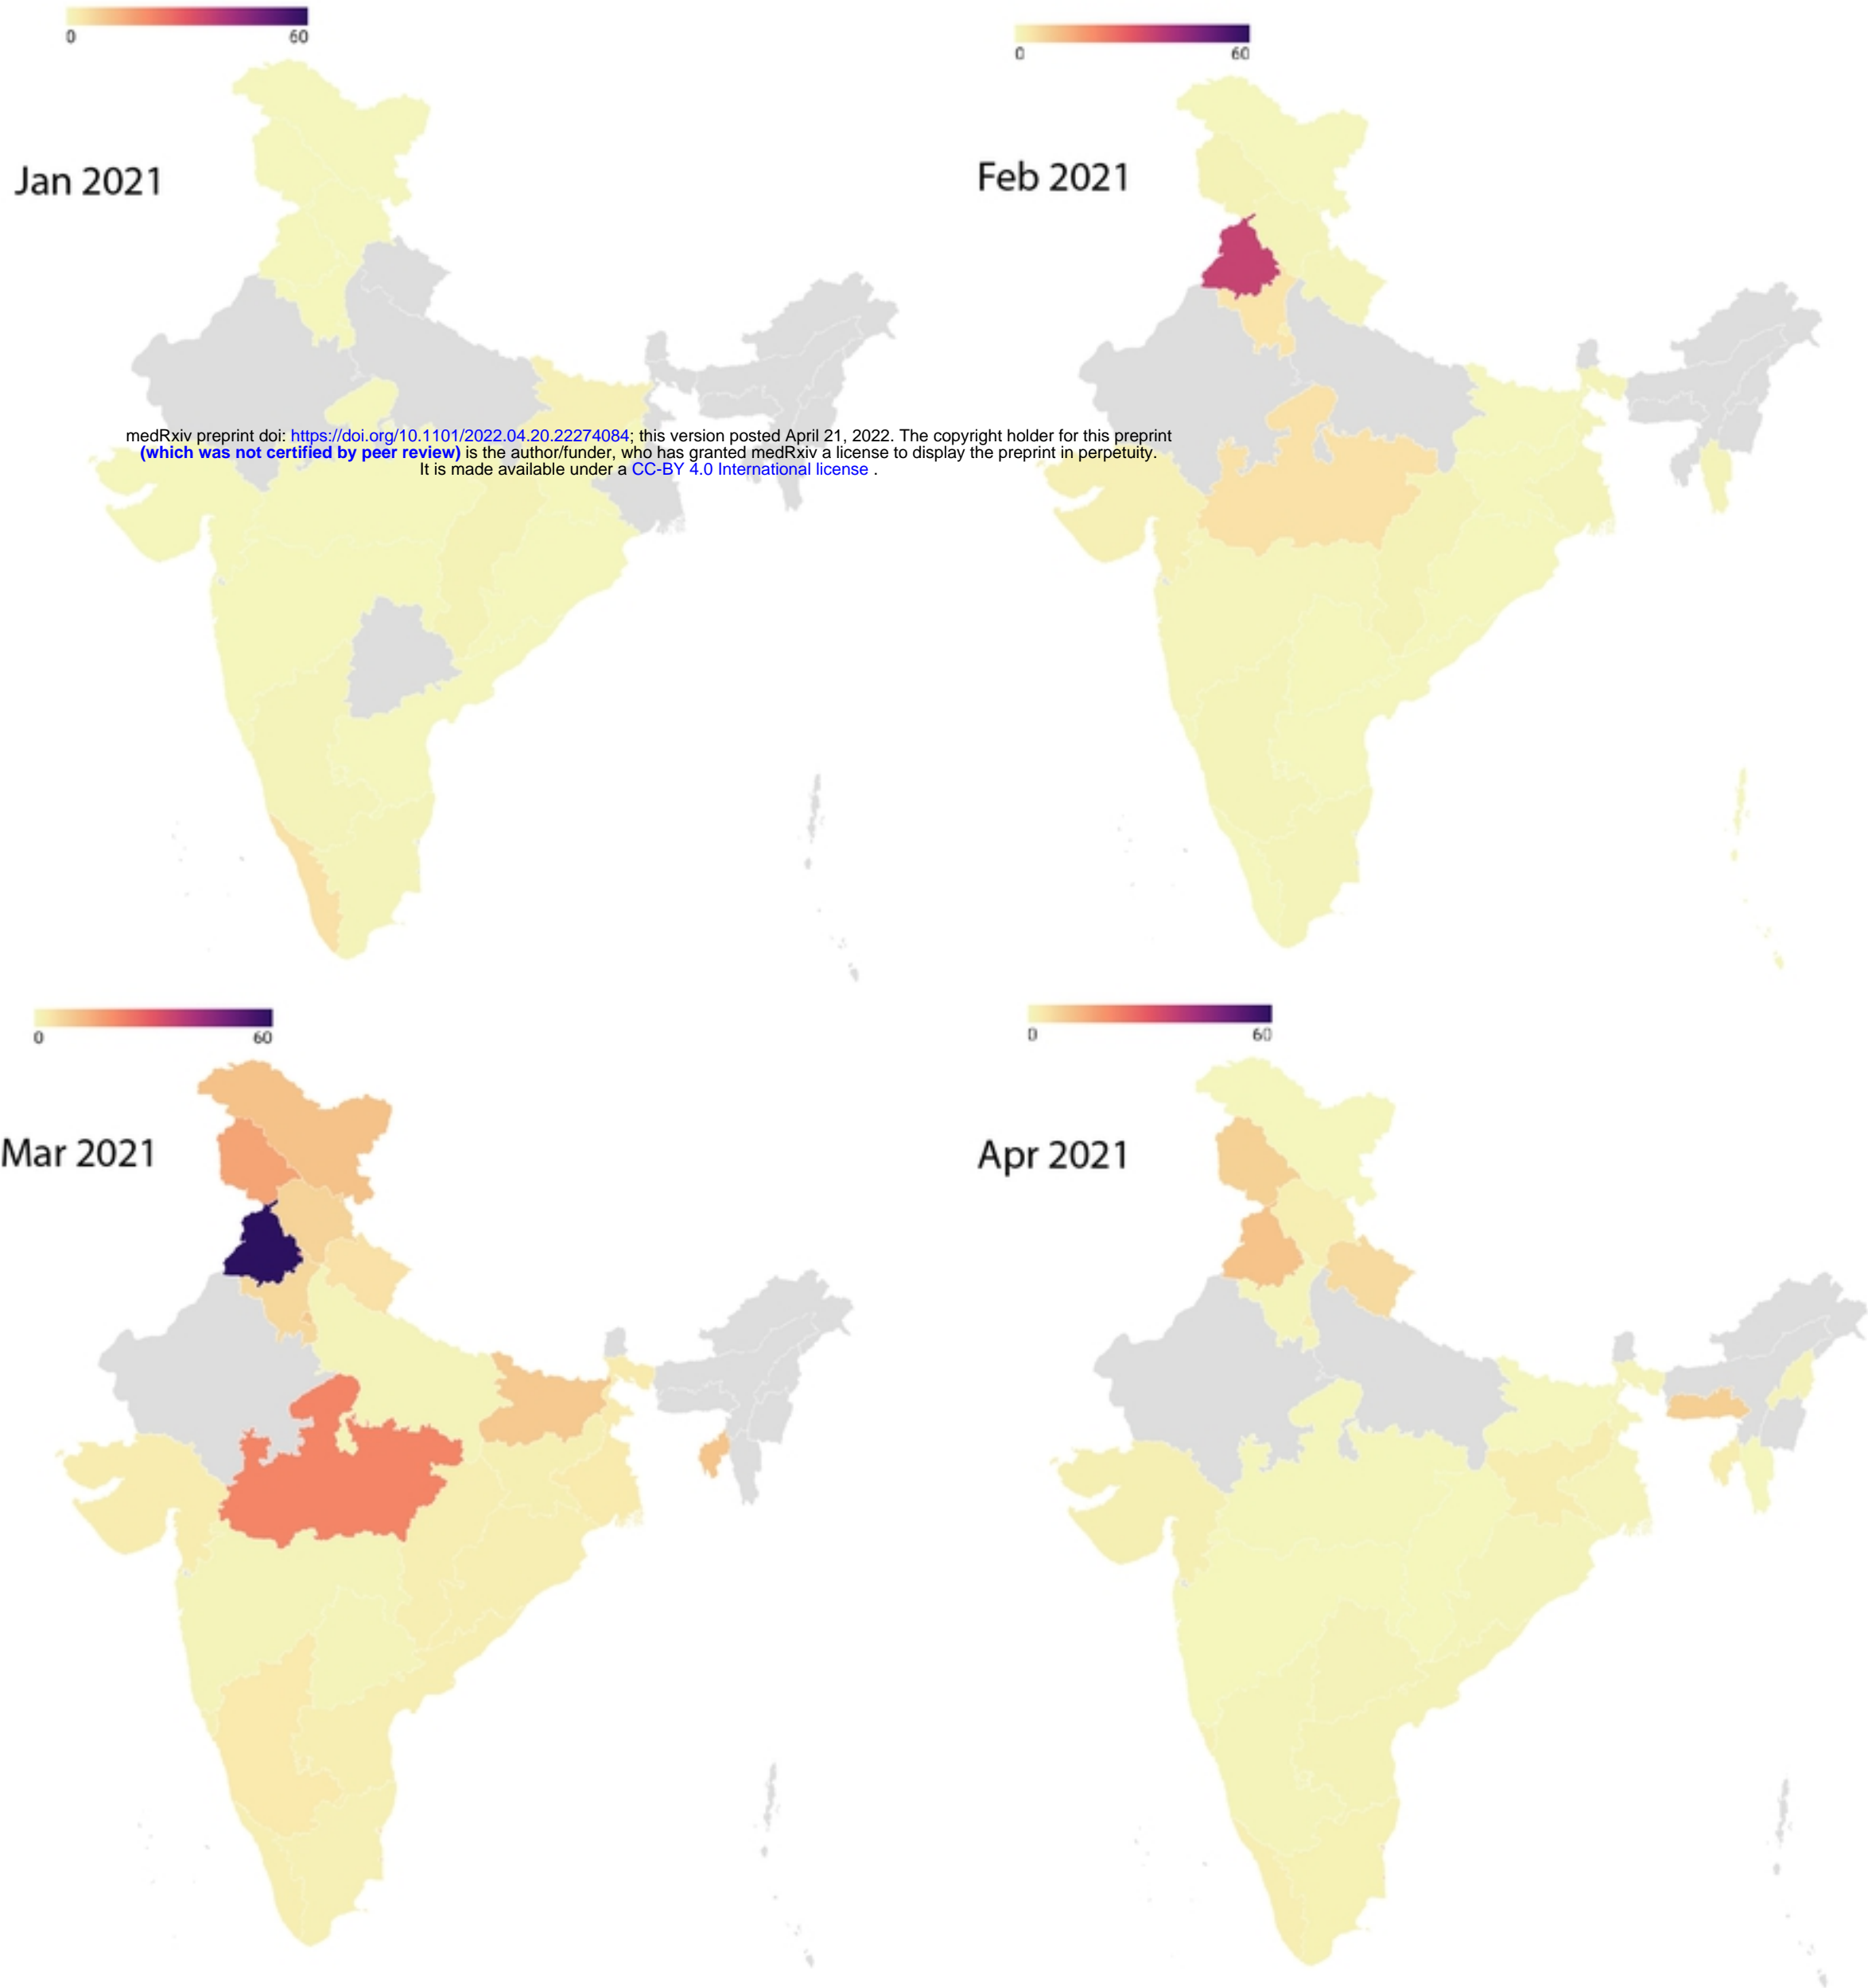 0 60
0 60
Jan 2021
Feb 2021
medRxiv preprint doi: https://doi.org/10.1101/2022.04.20.22274084; this version posted April 21, 2022. The copyright holder for this preprint
(which was not certified by peer review) is the author/funder, who has granted medRxiv a license to display the preprint in perpetuity.
It is made available under a CC-BY 4.0 International license .
0 60
0 60
Mar 2021
Apr 2021